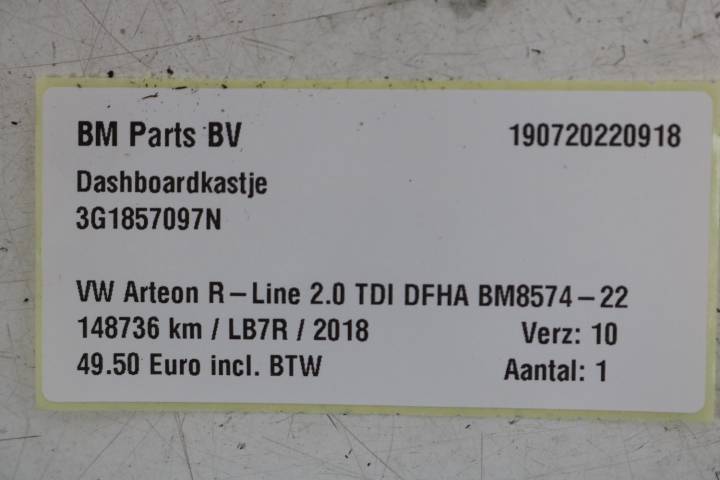 BM Parts BV 190720220918
Dashboardkastje
3G1857097N
VW Arteon R-Line 2.0 TDI DFHA BM8574-22
148736 km / LB7R / 2018 Verz: 10
49.50 Euro incl. BTW Aantal: 1